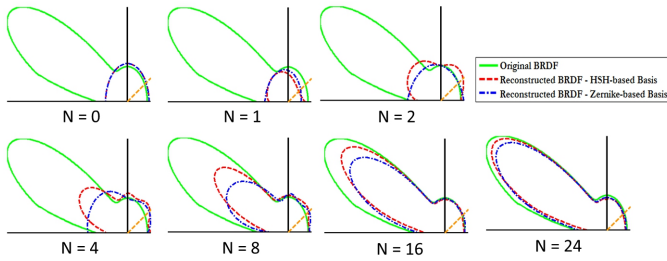 N = 0
N = 1
N = 2
Original BRDF
Reconstructed BRDF - HSH-based Basis
Reconstructed BRDF - Zernike-based Basis
N = 4
N = 8
N = 16
N = 24